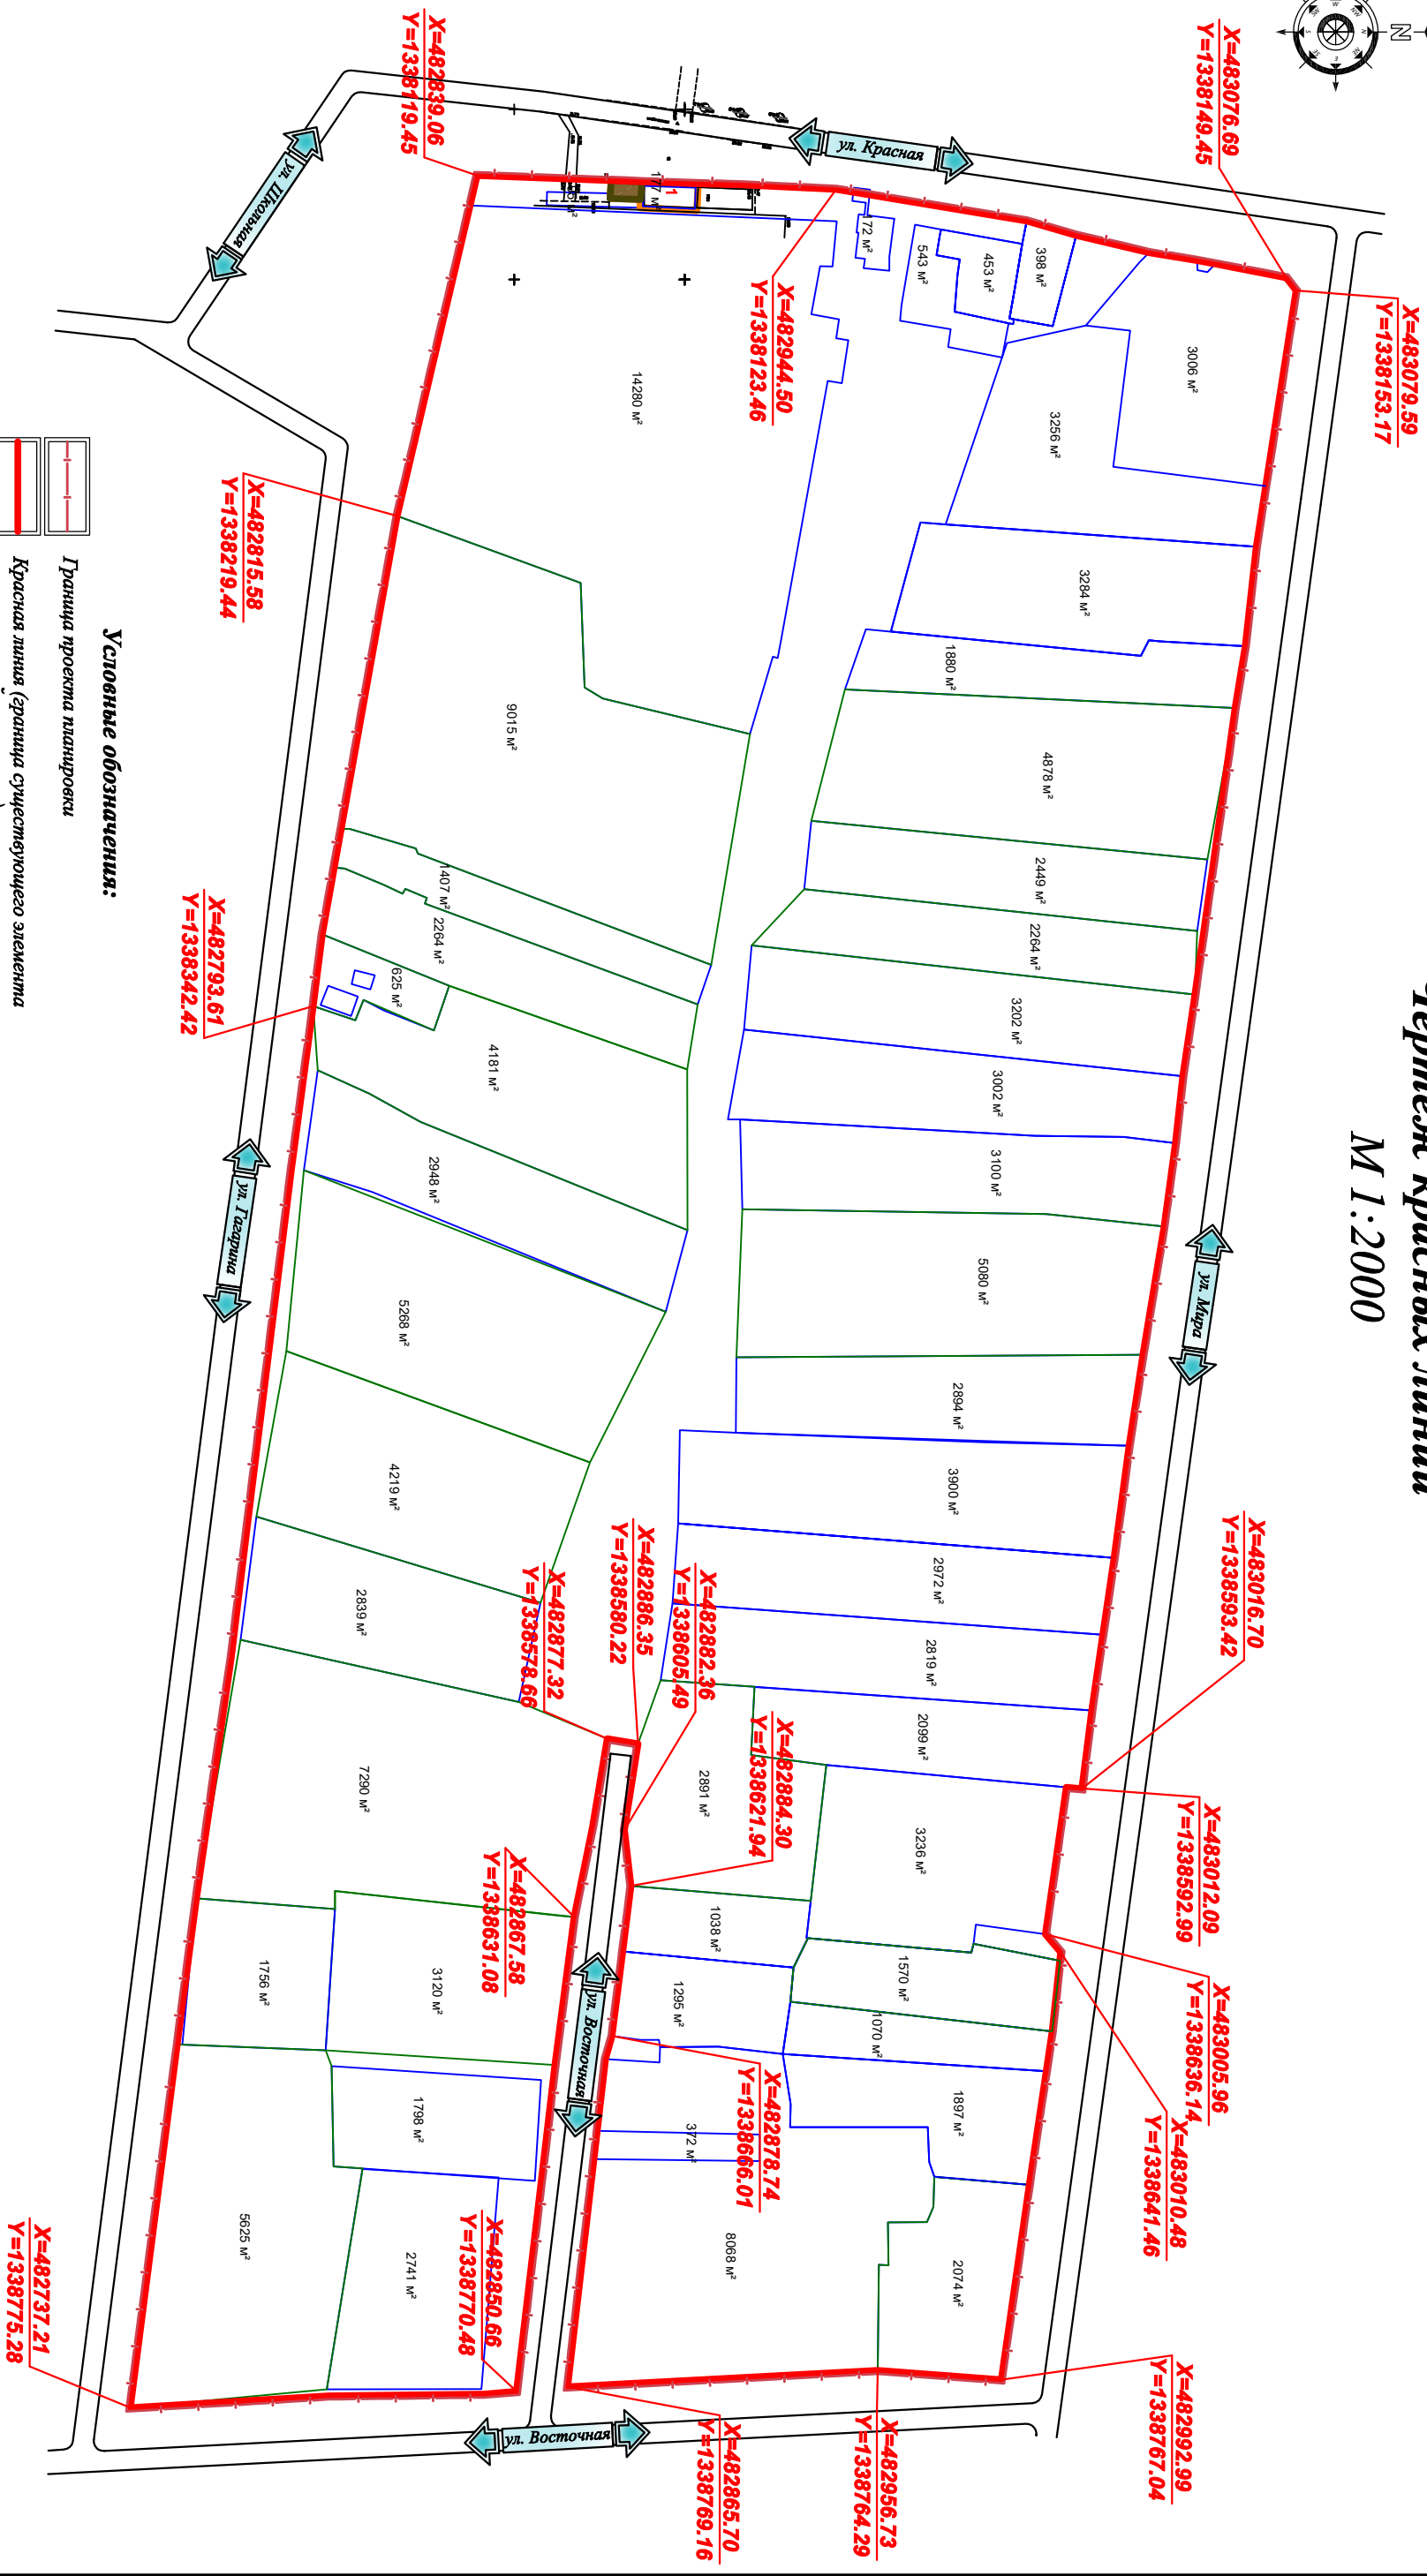 Чертеж красных линий
М 1:2000
N
X=483076.69
Y=1338149.45
X=483079.59
Y=1338153.17
X=482839.06
Y=1338119.45
X=482944.50
Y=1338123.46
X=482815.58
Y=1338219.44
X=482793.61
Y=1338342.42
X=483016.70
Y=1338593.42
X=483012.09
Y=1338592.99
X=483005.96
Y=1338636.14
X=483010.48
Y=1338641.46
X=482886.35
Y=1338580.22
X=482882.36
Y=1338605.49
X=482877.32
Y=1338578.66
X=482884.30
Y=1338621.94
X=482867.58
Y=1338631.08
X=482878.74
Y=1338666.01
X=482850.66
Y=1338770.48
X=482737.21
Y=1338775.28
X=482992.99
Y=1338767.04
X=482956.73
Y=1338764.29
X=482865.70
Y=1338769.16
ул. Красная
ул. Школьная
ул. Мира
ул. Гагарина
ул. Восточная
ул. Восточная
1
177 м²
172 м²
543 м²
453 м²
398 м²
3006 м²
3256 м²
3284 м²
1880 м²
4878 м²
2449 м²
2264 м²
3202 м²
3002 м²
3100 м²
5080 м²
2894 м²
3900 м²
2972 м²
2819 м²
2099 м²
3236 м²
2891 м²
1038 м²
1570 м²
1070 м²
1295 м²
1897 м²
372 м²
8068 м²
2074 м²
14280 м²
9015 м²
1407 м²
2264 м²
625 м²
4181 м²
2948 м²
5268 м²
4219 м²
2839 м²
7290 м²
3120 м²
1756 м²
1798 м²
5625 м²
2741 м²
Условные обозначения:
Граница проекта планировки
Красная линия (граница существующего элемента